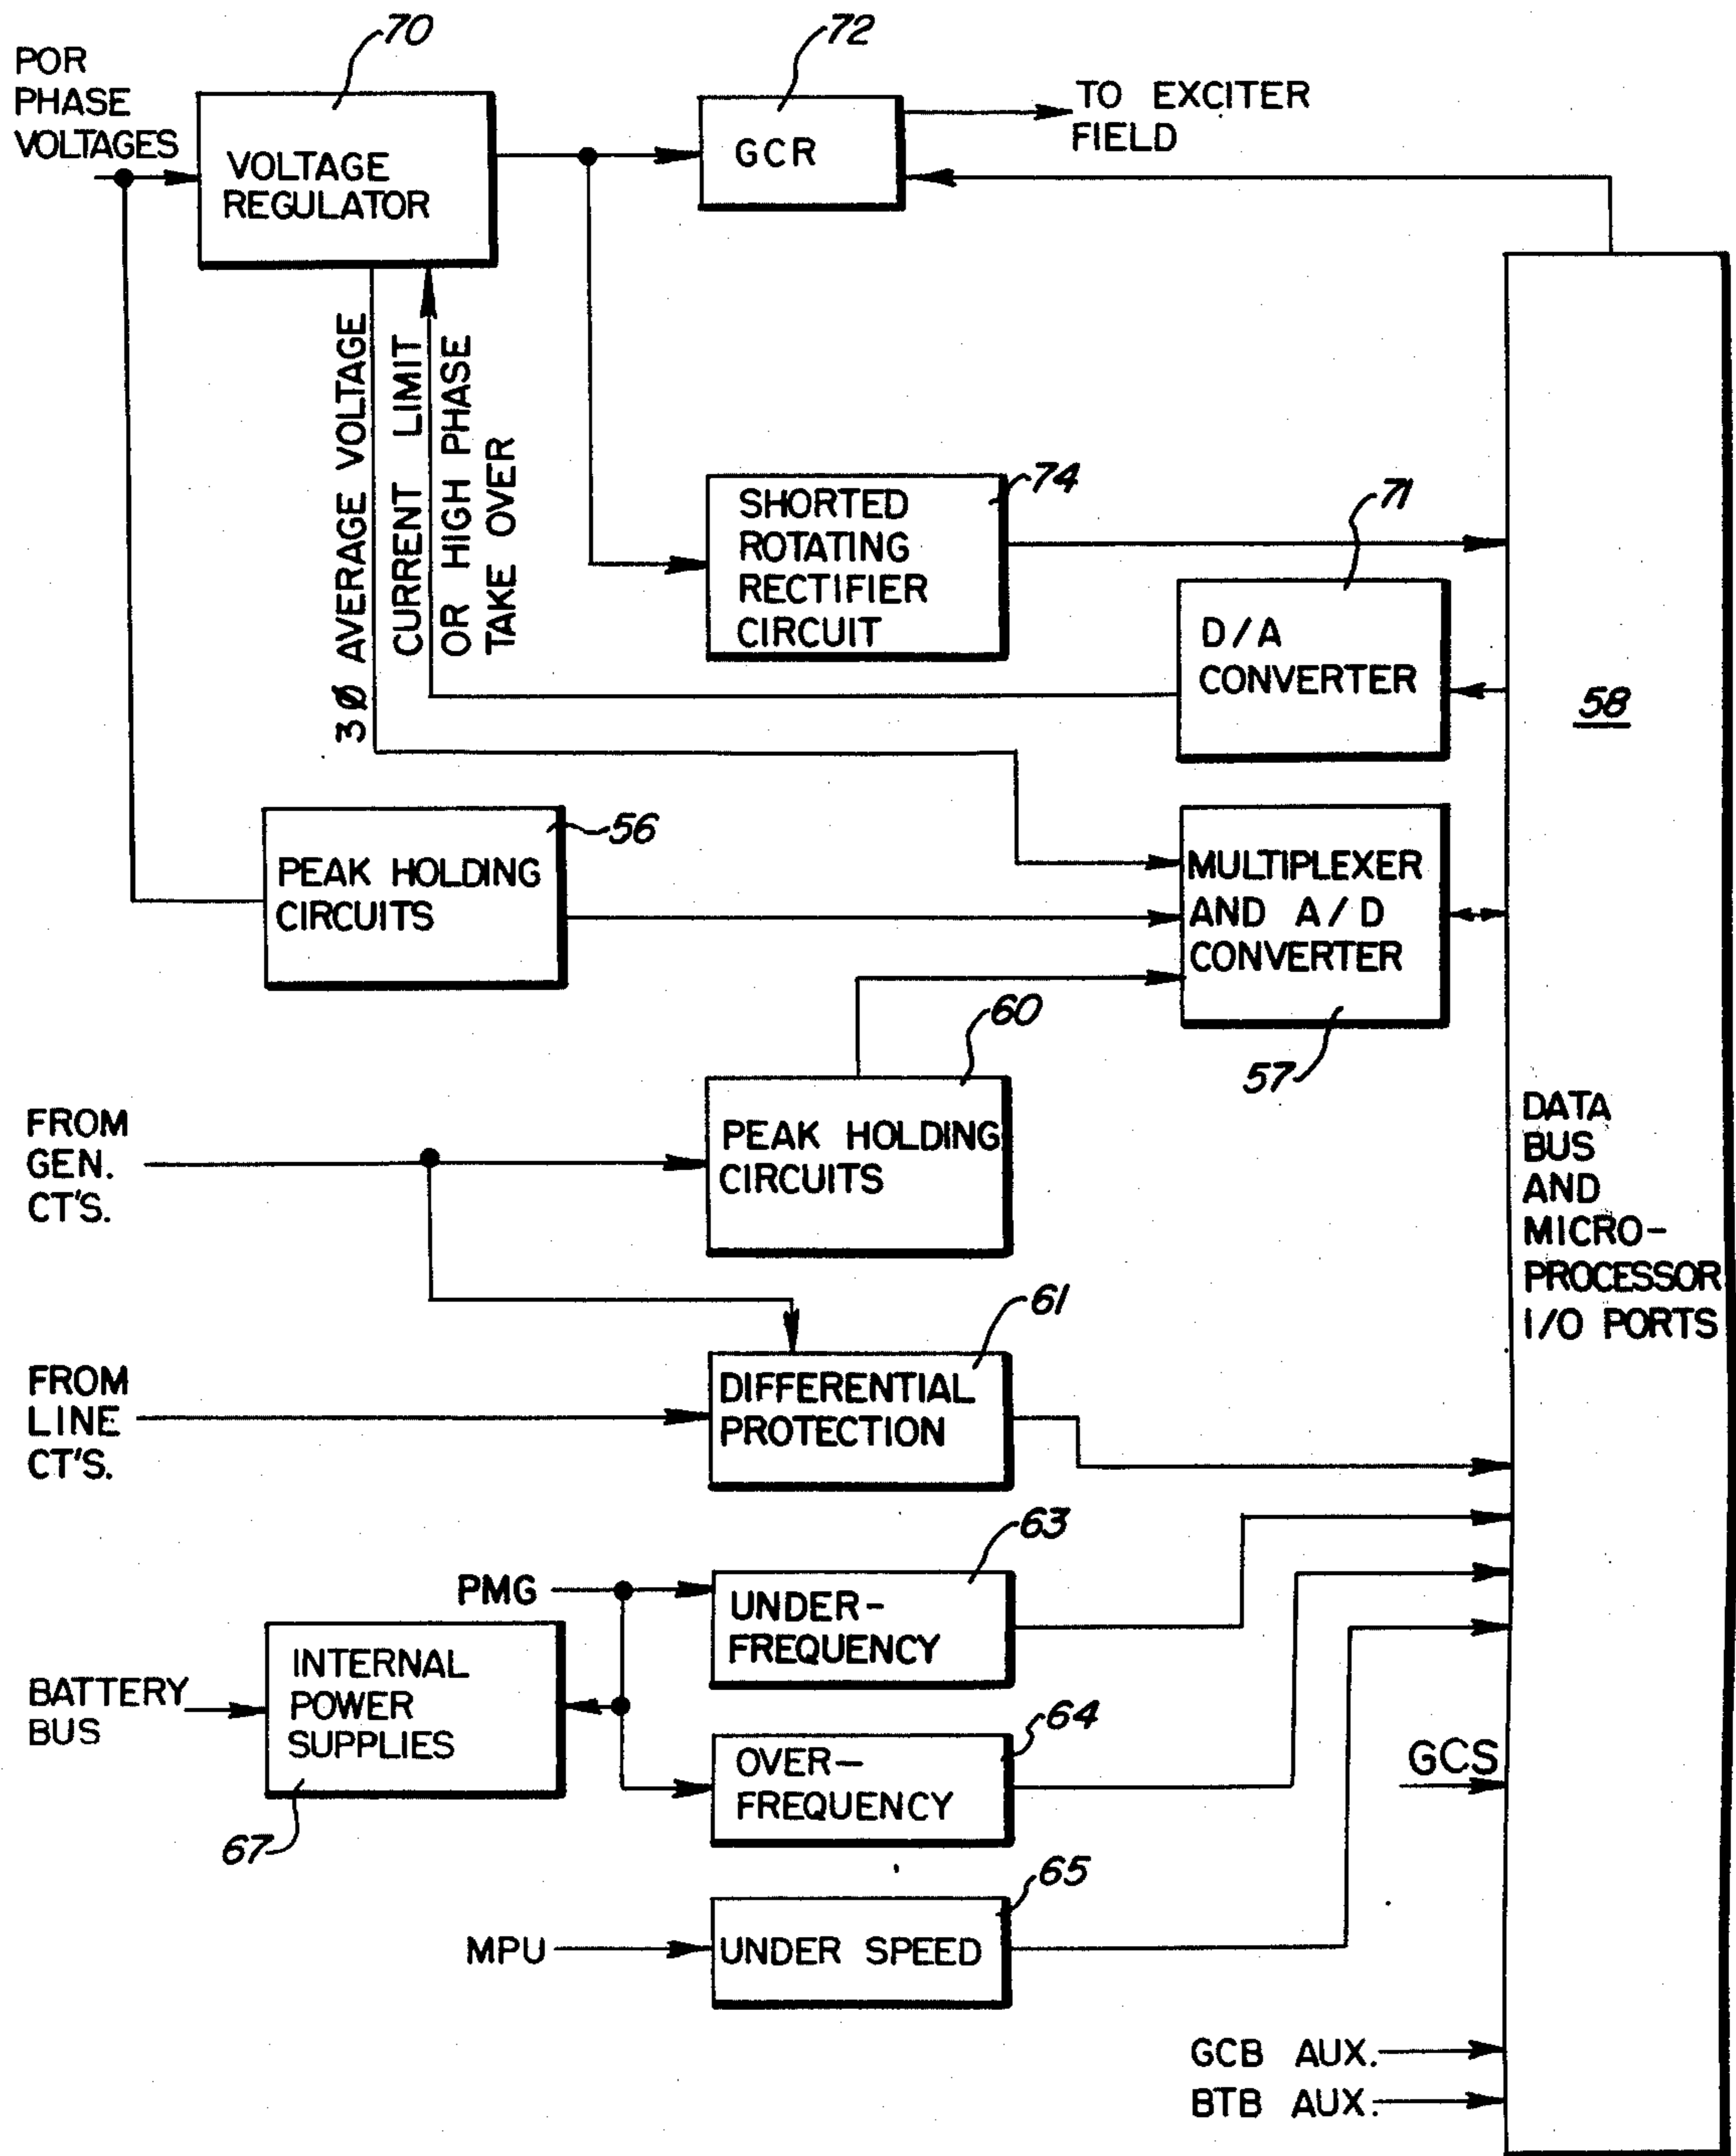 70
72
POR
PHASE
VOLTAGES
VOLTAGE
REGULATOR
GCR
TO EXCITER
FIELD
3Ø AVERAGE VOLTAGE
CURRENT LIMIT
OR HIGH PHASE
TAKE OVER
74
SHORTED
ROTATING
RECTIFIER
CIRCUIT
71
D/A
CONVERTER
58
56
PEAK HOLDING
CIRCUITS
MULTIPLEXER
AND A/D
CONVERTER
57
60
FROM
GEN.
CT'S.
PEAK HOLDING
CIRCUITS
DATA
BUS
AND
MICRO-
PROCESSOR
I/O PORTS
61
FROM
LINE
CT'S.
DIFFERENTIAL
PROTECTION
63
PMG
UNDER-
FREQUENCY
BATTERY
BUS
INTERNAL
POWER
SUPPLIES
67
64
OVER-
FREQUENCY
GCS
65
MPU
UNDER SPEED
GCB AUX.
BTB AUX.